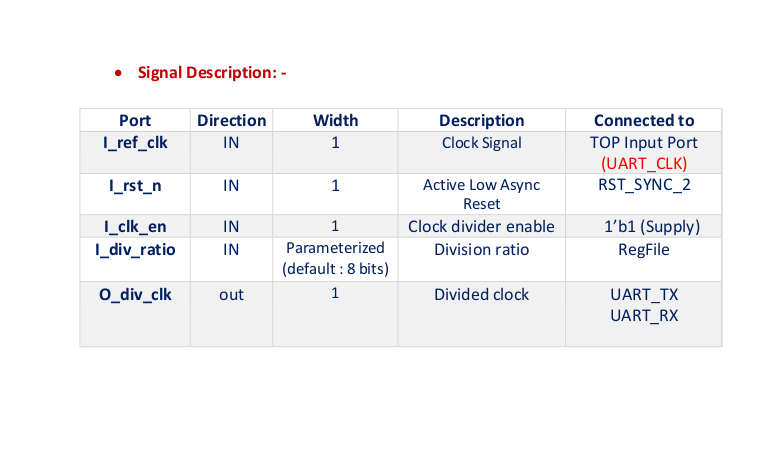 • Signal Description: -
Port Direction Width Description Connected to
I_ref_clk IN 1 Clock Signal TOP Input Port
(UART_CLK)
I_rst_n IN 1 Active Low Async RST_SYNC_2
Reset
I_clk_en IN 1 Clock divider enable 1’b1 (Supply)
I_div_ratio IN Parameterized Division ratio RegFile
(default : 8 bits)
O_div_clk out 1 Divided clock UART_TX
UART_RX